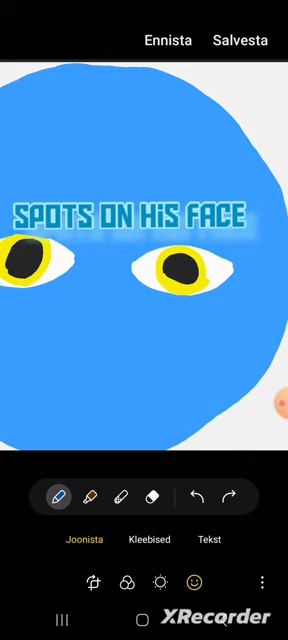 Ennista Salvesta
SPOTS ON HiS FACE
Joonista Kleebised Tekst
XRecorder